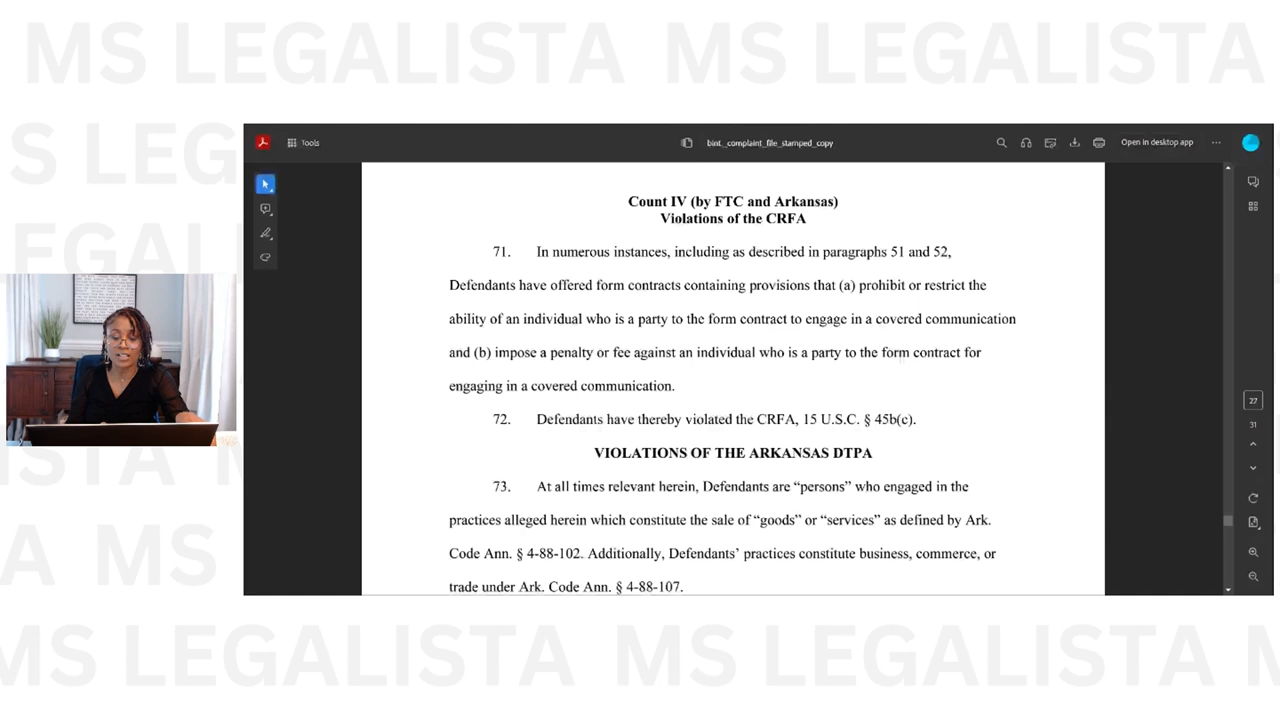 MS LEGALISTA MS LEGALISTA
S LEG
EGAL
ISTA
A MS
MS LEGALISTA MS LEGALISTA M
Tools
bint._complaint_file_stamped_copy
Open in desktop app
Count IV (by FTC and Arkansas)
Violations of the CRFA
71. In numerous instances, including as described in paragraphs 51 and 52,
Defendants have offered form contracts containing provisions that (a) prohibit or restrict the
ability of an individual who is a party to the form contract to engage in a covered communication
and (b) impose a penalty or fee against an individual who is a party to the form contract for
engaging in a covered communication.
72. Defendants have thereby violated the CRFA, 15 U.S.C. § 45b(c).
VIOLATIONS OF THE ARKANSAS DTPA
73. At all times relevant herein, Defendants are “persons” who engaged in the
practices alleged herein which constitute the sale of “goods” or “services” as defined by Ark.
Code Ann. § 4-88-102. Additionally, Defendants’ practices constitute business, commerce, or
trade under Ark. Code Ann. § 4-88-107.
27
31